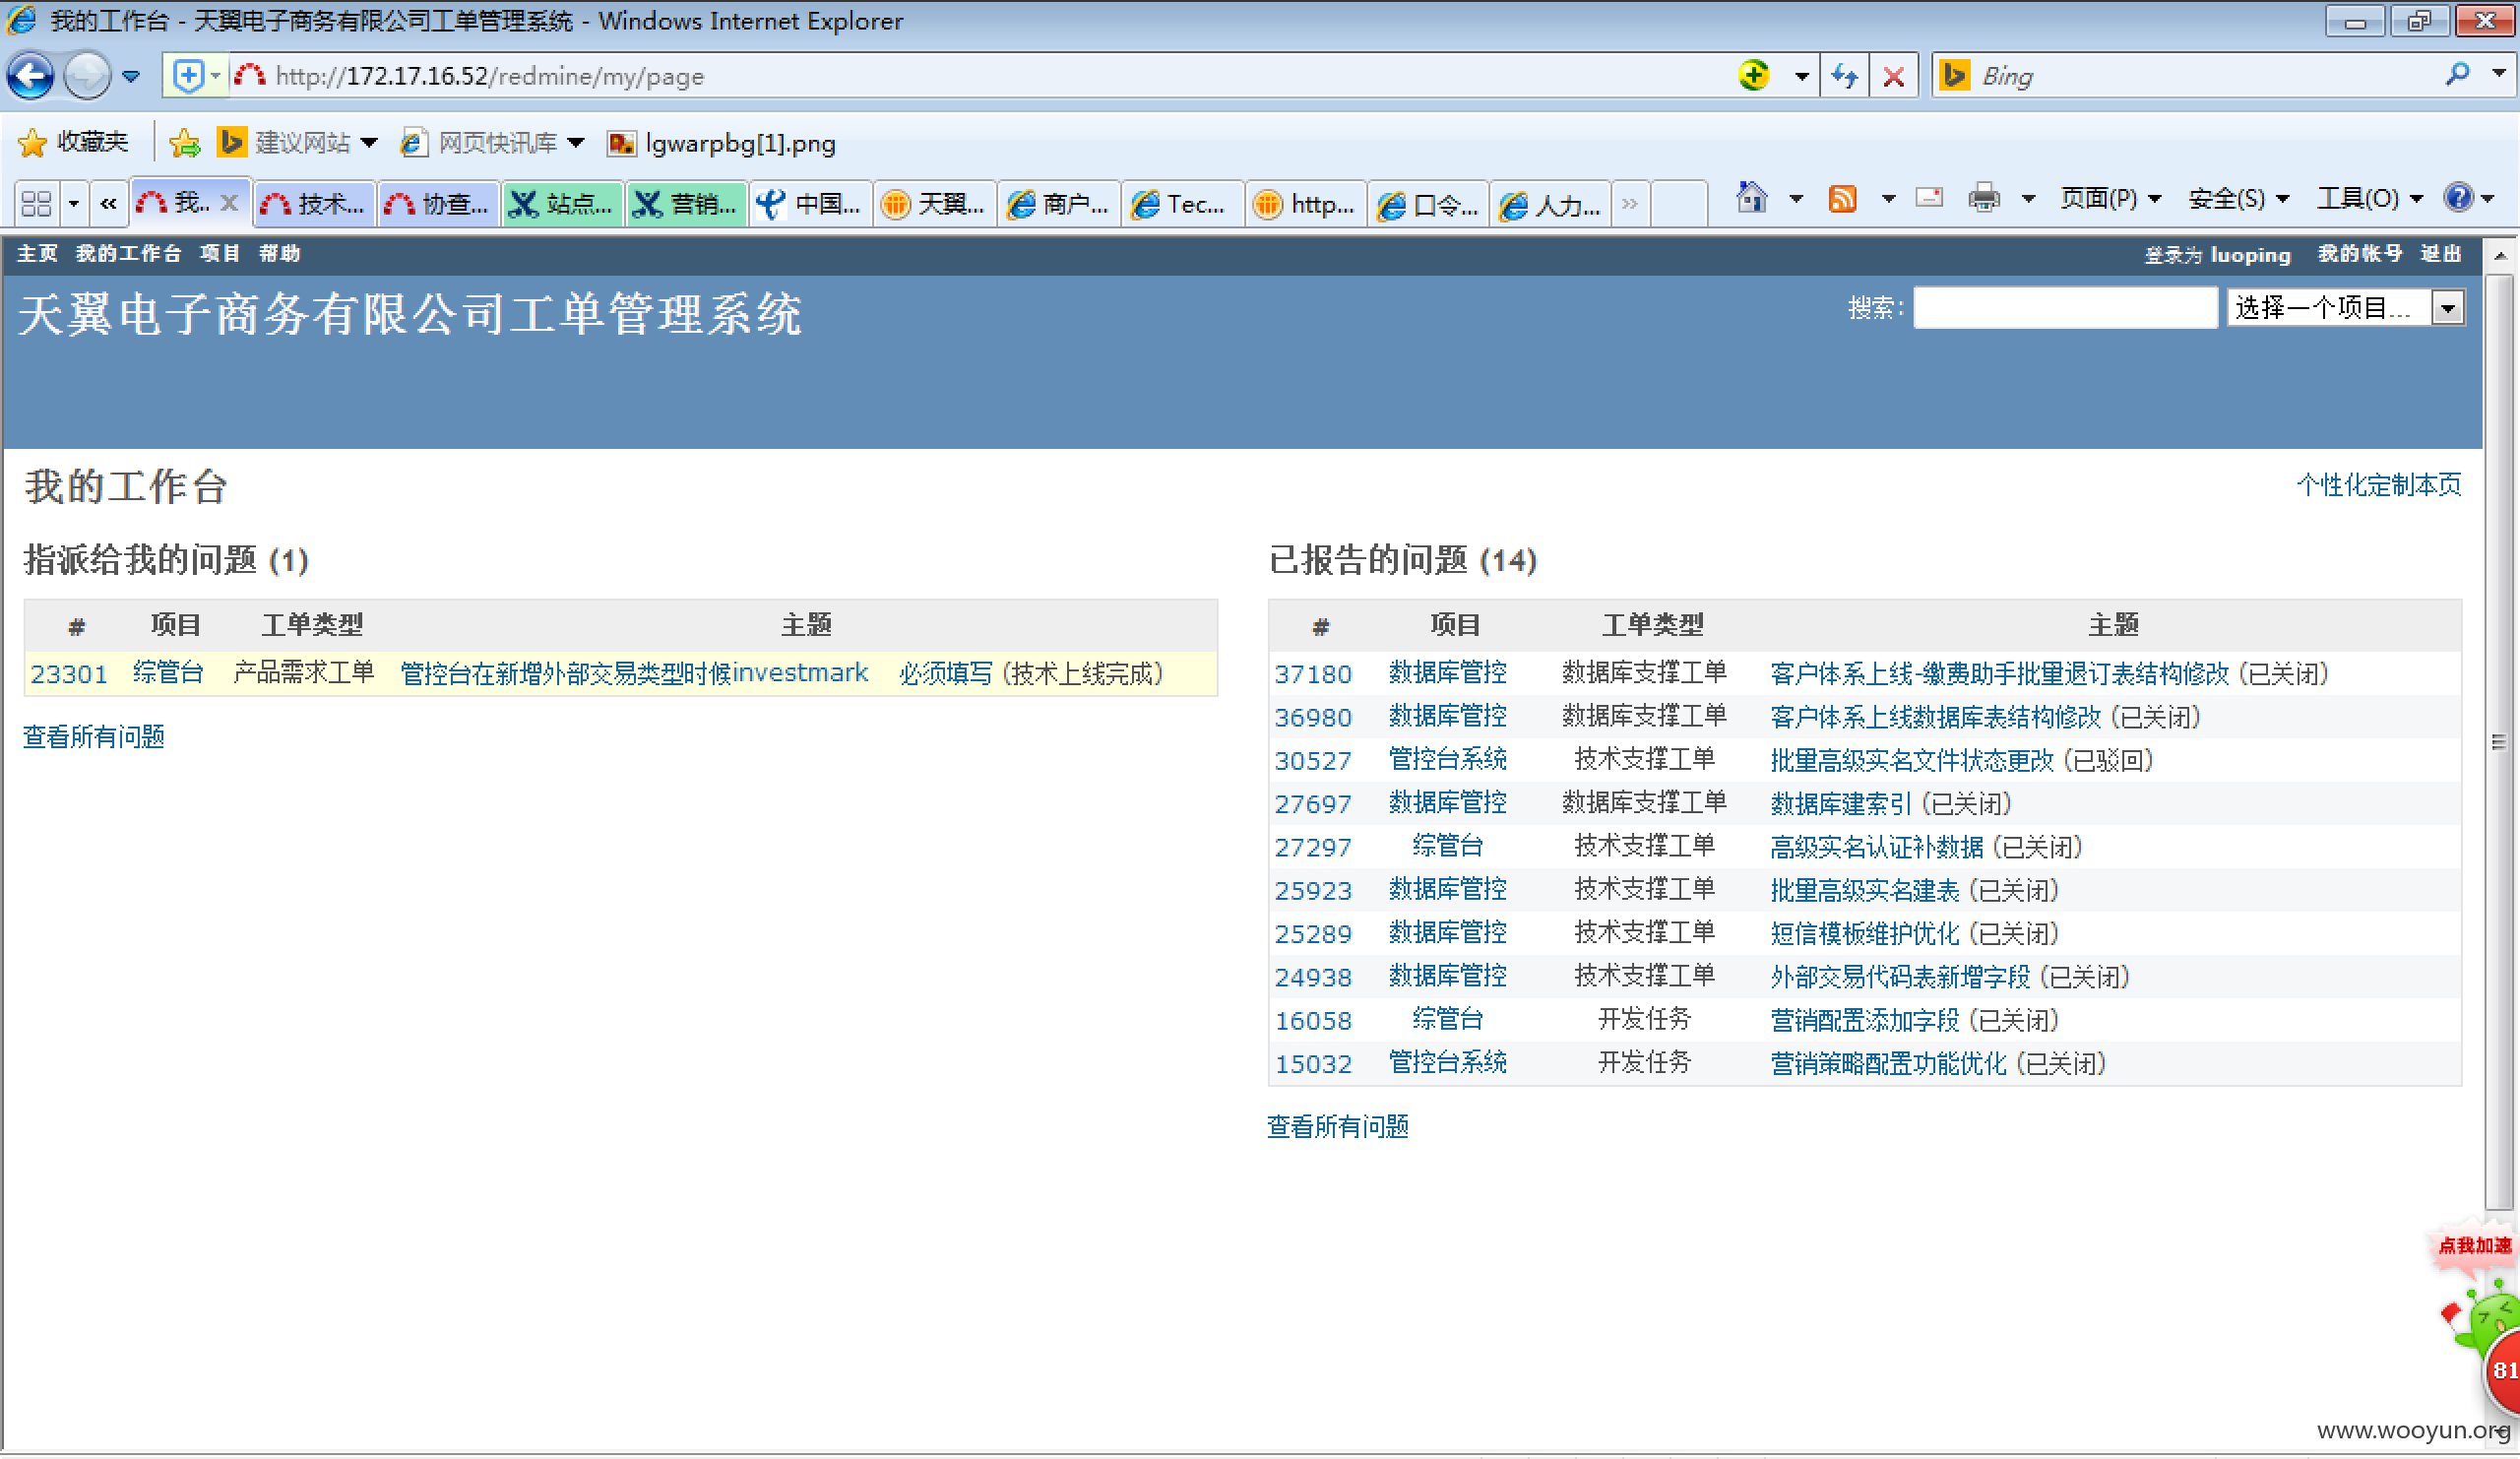 我的工作台 - 天翼电子商务有限公司工单管理系统 - Windows Internet Explorer
http://172.17.16.52/redmine/my/page
Bing
收藏夹 建议网站 网页快讯库 lgwarpbg[1].png
我.. 技术... 协查... 站点... 营销... 中国... 天翼... 商户... Tec... http... 口令... 人力... 页面(P) 安全(S) 工具(O)
主页 我的工作台 项目 帮助 登录为 luoping 我的帐号 退出
天翼电子商务有限公司工单管理系统 搜索: 选择一个项目...
我的工作台 个性化定制本页
指派给我的问题 (1)
# 项目 工单类型 主题
23301 综管台 产品需求工单 管控台在新增外部交易类型时候investmark 必须填写 (技术上线完成)
查看所有问题
已报告的问题 (14)
# 项目 工单类型 主题
37180 数据库管控 数据库支撑工单 客户体系上线-缴费助手批量退订表结构修改 (已关闭)
36980 数据库管控 数据库支撑工单 客户体系上线数据库表结构修改 (已关闭)
30527 管控台系统 技术支撑工单 批量高级实名文件状态更改 (已驳回)
27697 数据库管控 数据库支撑工单 数据库建索引 (已关闭)
27297 综管台 技术支撑工单 高级实名认证补数据 (已关闭)
25923 数据库管控 技术支撑工单 批量高级实名建表 (已关闭)
25289 数据库管控 技术支撑工单 短信模板维护优化 (已关闭)
24938 数据库管控 技术支撑工单 外部交易代码表新增字段 (已关闭)
16058 综管台 开发任务 营销配置添加字段 (已关闭)
15032 管控台系统 开发任务 营销策略配置功能优化 (已关闭)
查看所有问题
点我加速
81
www.wooyun.org